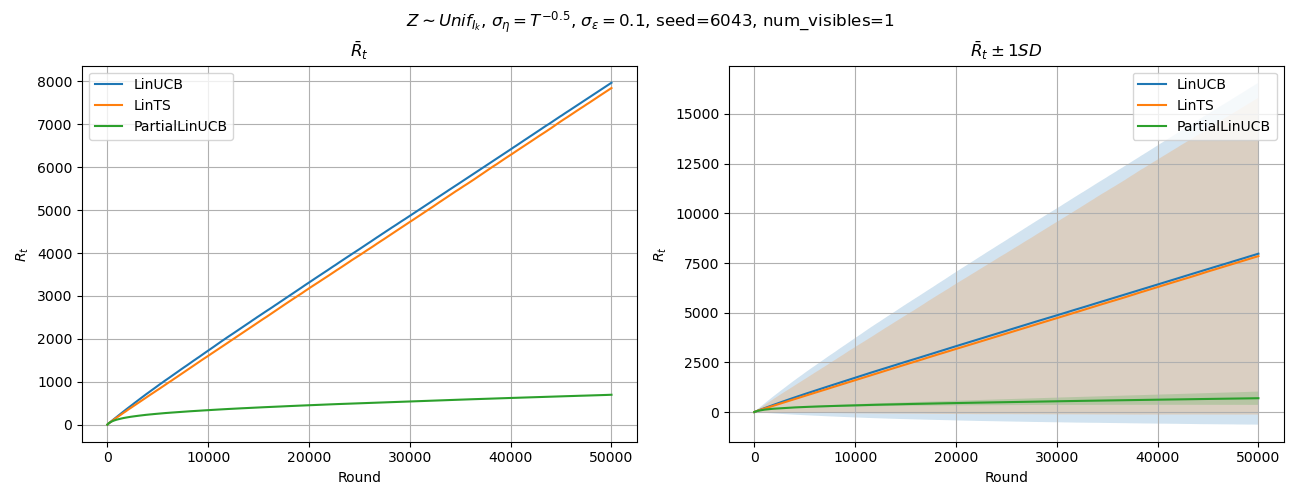 Z ∼ Unif_{I_k}, σ_η = T^{−0.5}, σ_ε = 0.1, seed=6043, num_visibles=1
R̄_t
8000
7000
6000
5000
4000
3000
2000
1000
0
R_t
LinUCB
LinTS
PartialLinUCB
0 10000 20000 30000 40000 50000
Round
R̄_t ± 1SD
15000
12500
10000
7500
5000
2500
0
R_t
LinUCB
LinTS
PartialLinUCB
0 10000 20000 30000 40000 50000
Round